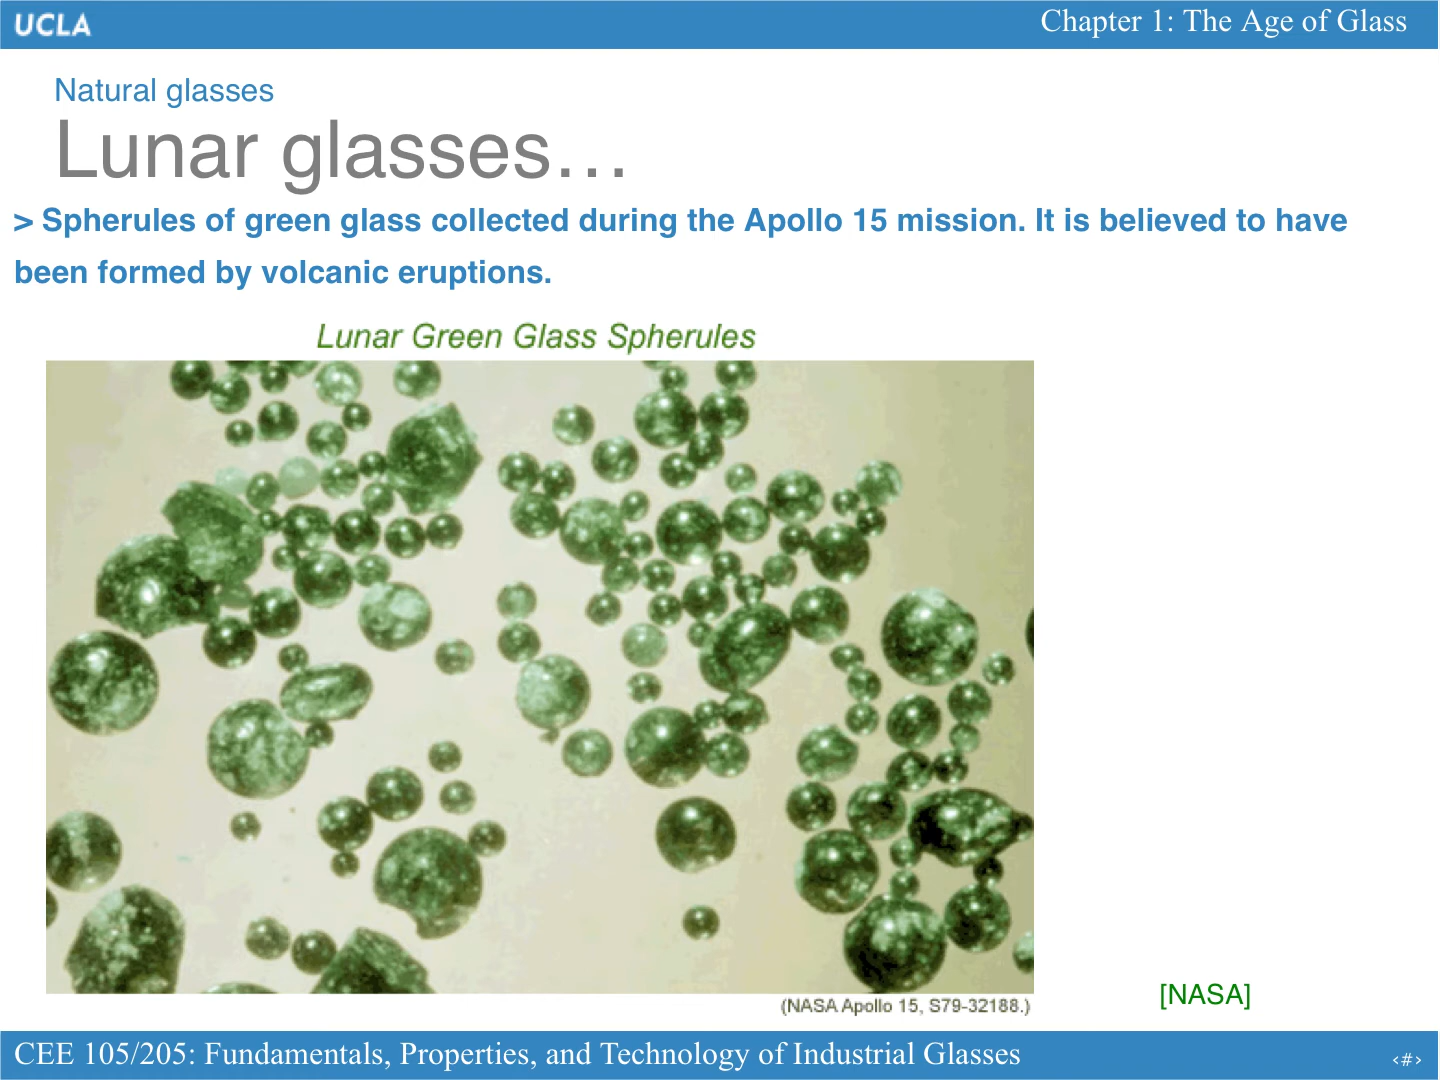 UCLA
Chapter 1: The Age of Glass
Natural glasses
Lunar glasses…
> Spherules of green glass collected during the Apollo 15 mission. It is believed to have
been formed by volcanic eruptions.
Lunar Green Glass Spherules
(NASA Apollo 15, S79-32188.)
[NASA]
CEE 105/205: Fundamentals, Properties, and Technology of Industrial Glasses
‹#›